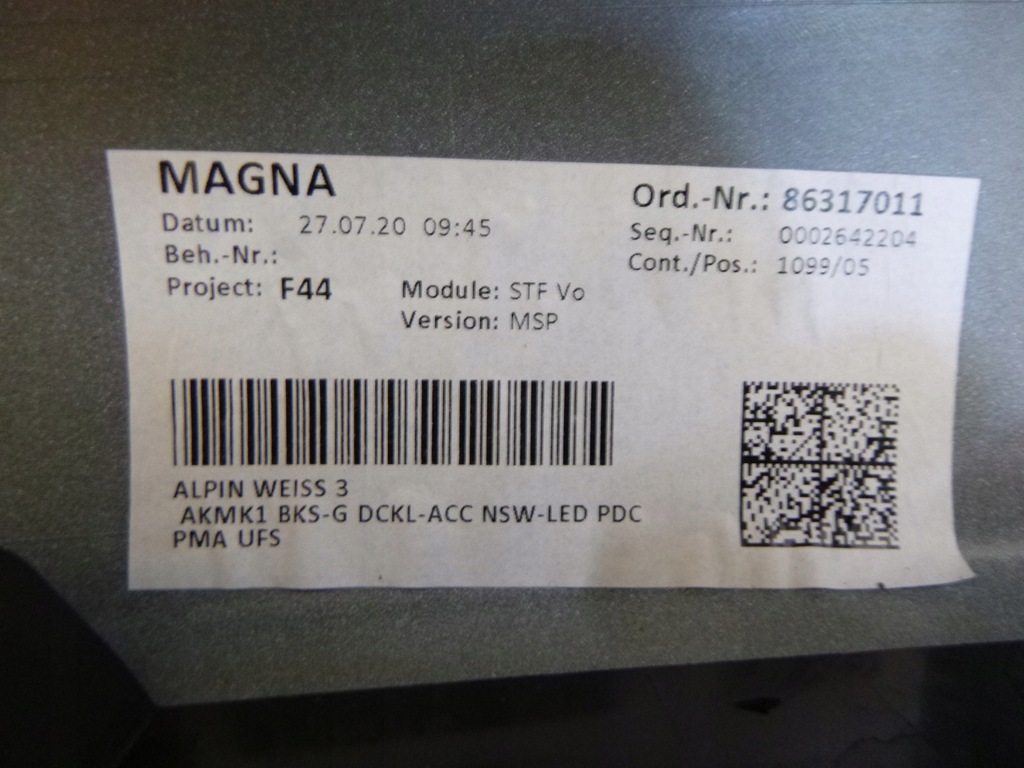 MAGNA
Datum: 27.07.20 09:45
Beh.-Nr.:
Project: F44 Module: STF Vo
Version: MSP
Ord.-Nr.: 86317011
Seq.-Nr.: 0002642204
Cont./Pos.: 1099/05
ALPIN WEISS 3
AKMK1 BKS-G DCKL-ACC NSW-LED PDC
PMA UFS